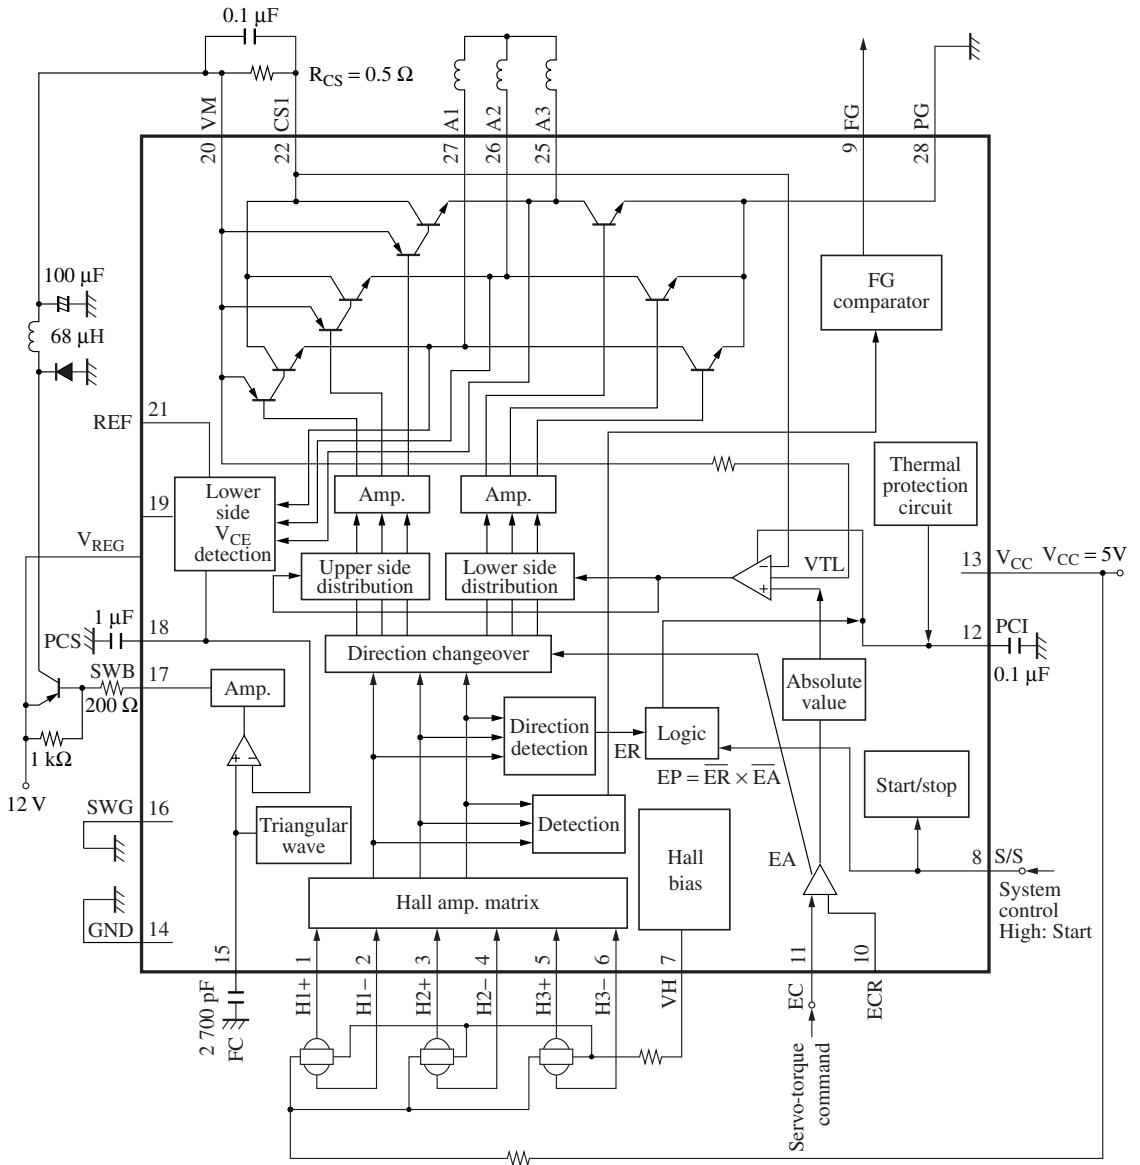 0.1 μF
R_CS = 0.5 Ω
20 VM
22 CS1
27 A1
26 A2
25 A3
9 FG
28 PG
100 μF
68 μH
FG
comparator
REF
21
19
Lower
side
V_CE
detection
Amp.
Amp.
Thermal
protection
circuit
V_REG
13
V_CC
V_CC = 5V
Upper side
distribution
Lower side
distribution
−
+
VTL
1 μF
PCS
18
12
PCI
0.1 μF
Direction changeover
SWB
17
200 Ω
Amp.
Absolute
value
Direction
detection
ER
Logic
EP = \overline{ER} × \overline{EA}
1 kΩ
+ −
12 V
Start/stop
SWG
16
Triangular
wave
Detection
Hall
bias
EA
8
S/S
System
control
High: Start
Hall amp. matrix
GND
14
15
2 700 pF
FC
H1+ 1
H1− 2
H2+ 3
H2− 4
H3+ 5
H3− 6
VH 7
EC 11
ECR 10
Servo-torque
command